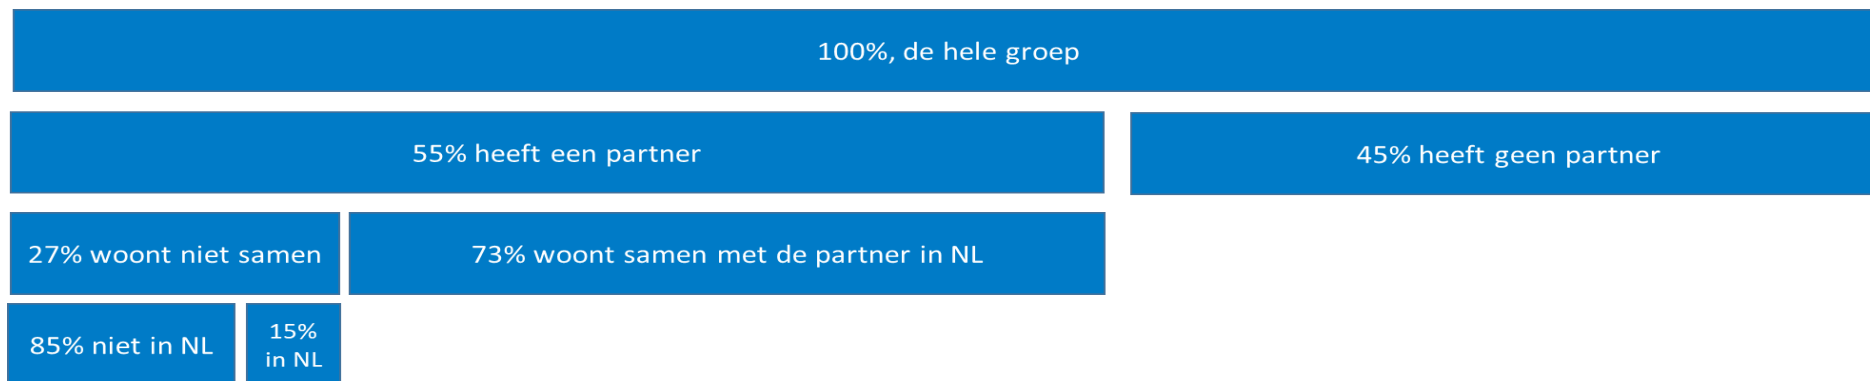 100%, de hele groep
55% heeft een partner
45% heeft geen partner
27% woont niet samen
73% woont samen met de partner in NL
85% niet in NL
15%
in NL